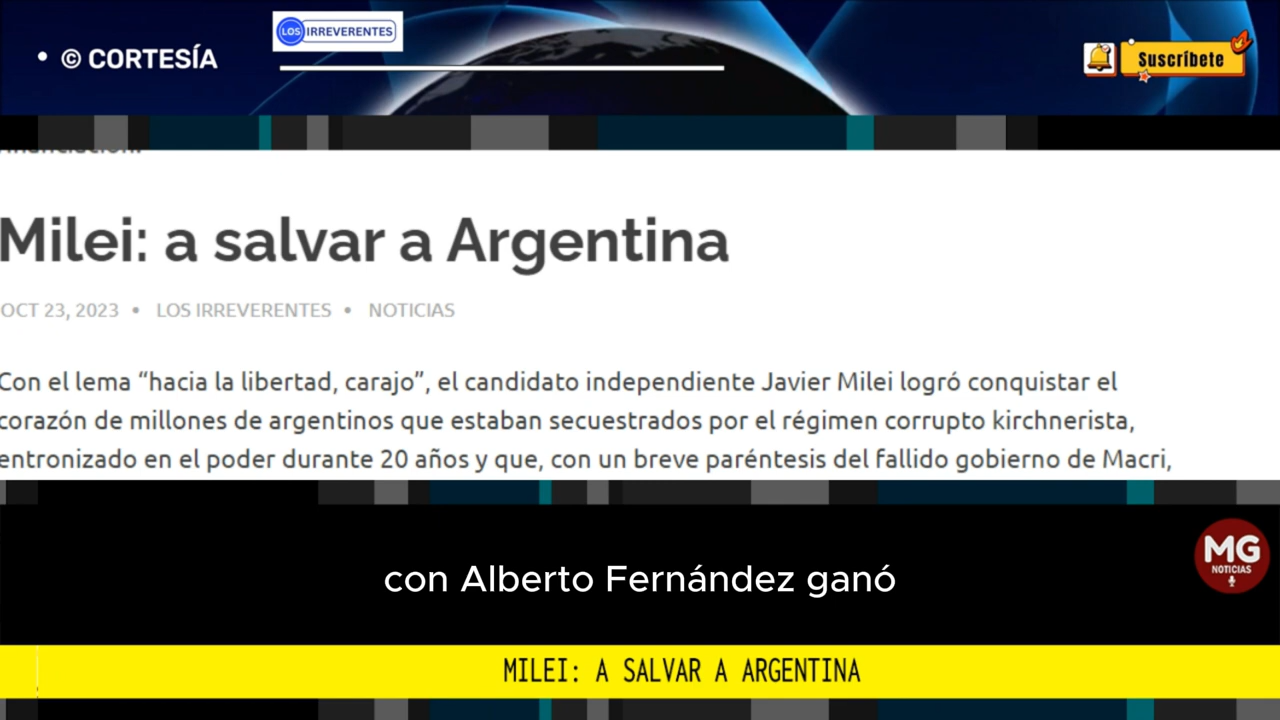 • © CORTESÍA
LOS IRREVERENTES
Suscríbete
financiación.
Milei: a salvar a Argentina
OCT 23, 2023 • LOS IRREVERENTES • NOTICIAS
Con el lema “hacia la libertad, carajo”, el candidato independiente Javier Milei logró conquistar el
corazón de millones de argentinos que estaban secuestrados por el régimen corrupto kirchnerista,
entronizado en el poder durante 20 años y que, con un breve paréntesis del fallido gobierno de Macri,
MG
NOTICIAS
con Alberto Fernández ganó
MILEI: A SALVAR A ARGENTINA